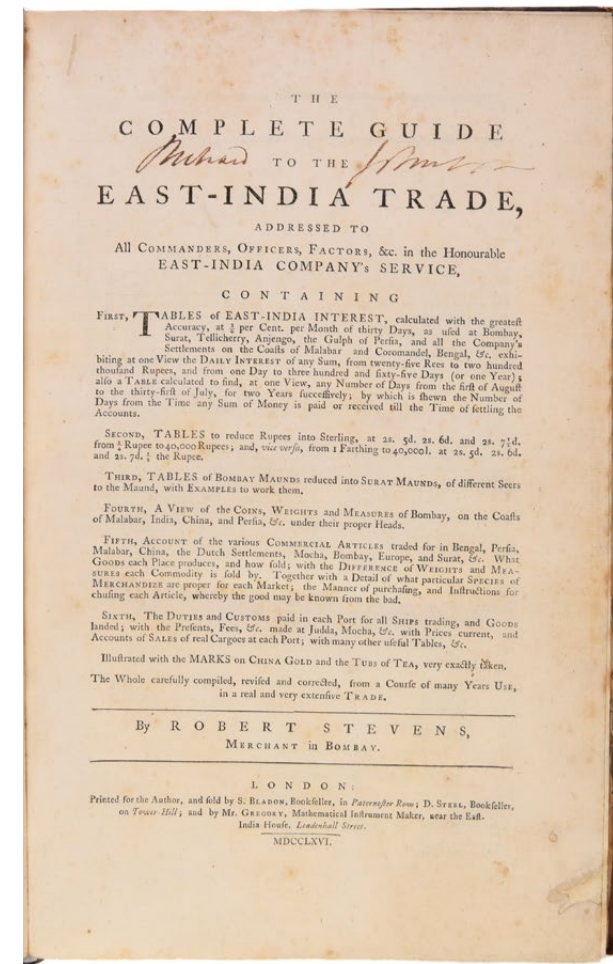 THE
COMPLETE GUIDE
Richard Johnson
TO THE
EAST-INDIA TRADE,
ADDRESSED TO
All COMMANDERS, OFFICERS, FACTORS, &c. in the Honourable
EAST-INDIA COMPANY's SERVICE,
CONTAINING
FIRST, TABLES of EAST-INDIA INTEREST, calculated with the greatest
Accuracy, at ¾ per Cent. per Month of thirty Days, as used at Bombay,
Surat, Tellicherry, Anjengo, the Gulph of Persia, and all the Company's
Settlements on the Coasts of Malabar and Coromandel, Bengal, &c. exhi-
biting at one View the DAILY INTEREST of any Sum, from twenty-five Rees to two hundred
thousand Rupees, and from one Day to three hundred and sixty-five Days (or one Year);
also a TABLE calculated to find, at one View, any Number of Days from the first of August
to the thirty-first of July, for two Years successively; by which is shewn the Number of
Days from the Time any Sum of Money is paid or received till the Time of settling the
Accounts.
SECOND, TABLES to reduce Rupees into Sterling, at 2s. 5d. 2s. 6d. and 2s. 7½d.
from ¼ Rupee to 40,000 Rupees; and, vice versa, from 1 Farthing to 40,000l. at 2s. 5d. 2s. 6d.
and 2s. 7d. ½ the Rupee.
THIRD, TABLES of BOMBAY MAUNDS reduced into SURAT MAUNDS, of different Seers
to the Maund, with EXAMPLES to work them.
FOURTH, A VIEW of the COINS, WEIGHTS and MEASURES of Bombay, on the Coasts
of Malabar, India, China, and Persia, &c. under their proper Heads.
FIFTH, ACCOUNT of the various COMMERCIAL ARTICLES traded for in Bengal, Persia,
Malabar, China, the Dutch Settlements, Mocha, Bombay, Europe, and Surat, &c. What
GOODS each Place produces, and how sold; with the DIFFERENCE of WEIGHTS and MEA-
SURES each Commodity is sold by. Together with a Detail of what particular SPECIES of
MERCHANDIZE are proper for each Market; the Manner of purchasing, and Instructions for
chusing each Article, whereby the good may be known from the bad.
SIXTH, The DUTIES and CUSTOMS paid in each Port for all SHIPS trading, and GOODS
landed; with the Presents, Fees, &c. made at Judda, Mocha, &c. with Prices current, and
Accounts of SALES of real Cargoes at each Port; with many other useful Tables, &c.
Illustrated with the MARKS on CHINA GOLD and the TUBS of TEA, very exactly taken.
The Whole carefully compiled, revised and corrected, from a Course of many Years USE,
in a real and very extensive TRADE.
By ROBERT STEVENS,
MERCHANT in BOMBAY.
LONDON:
Printed for the Author, and sold by S. BLADON, Bookseller, in Paternoster Row; D. STEEL, Bookseller,
on Tower-Hill; and by Mr. GREGORY, Mathematical Instrument Maker, near the East-
India House, Leadenhall Street.
MDCCLXVI.